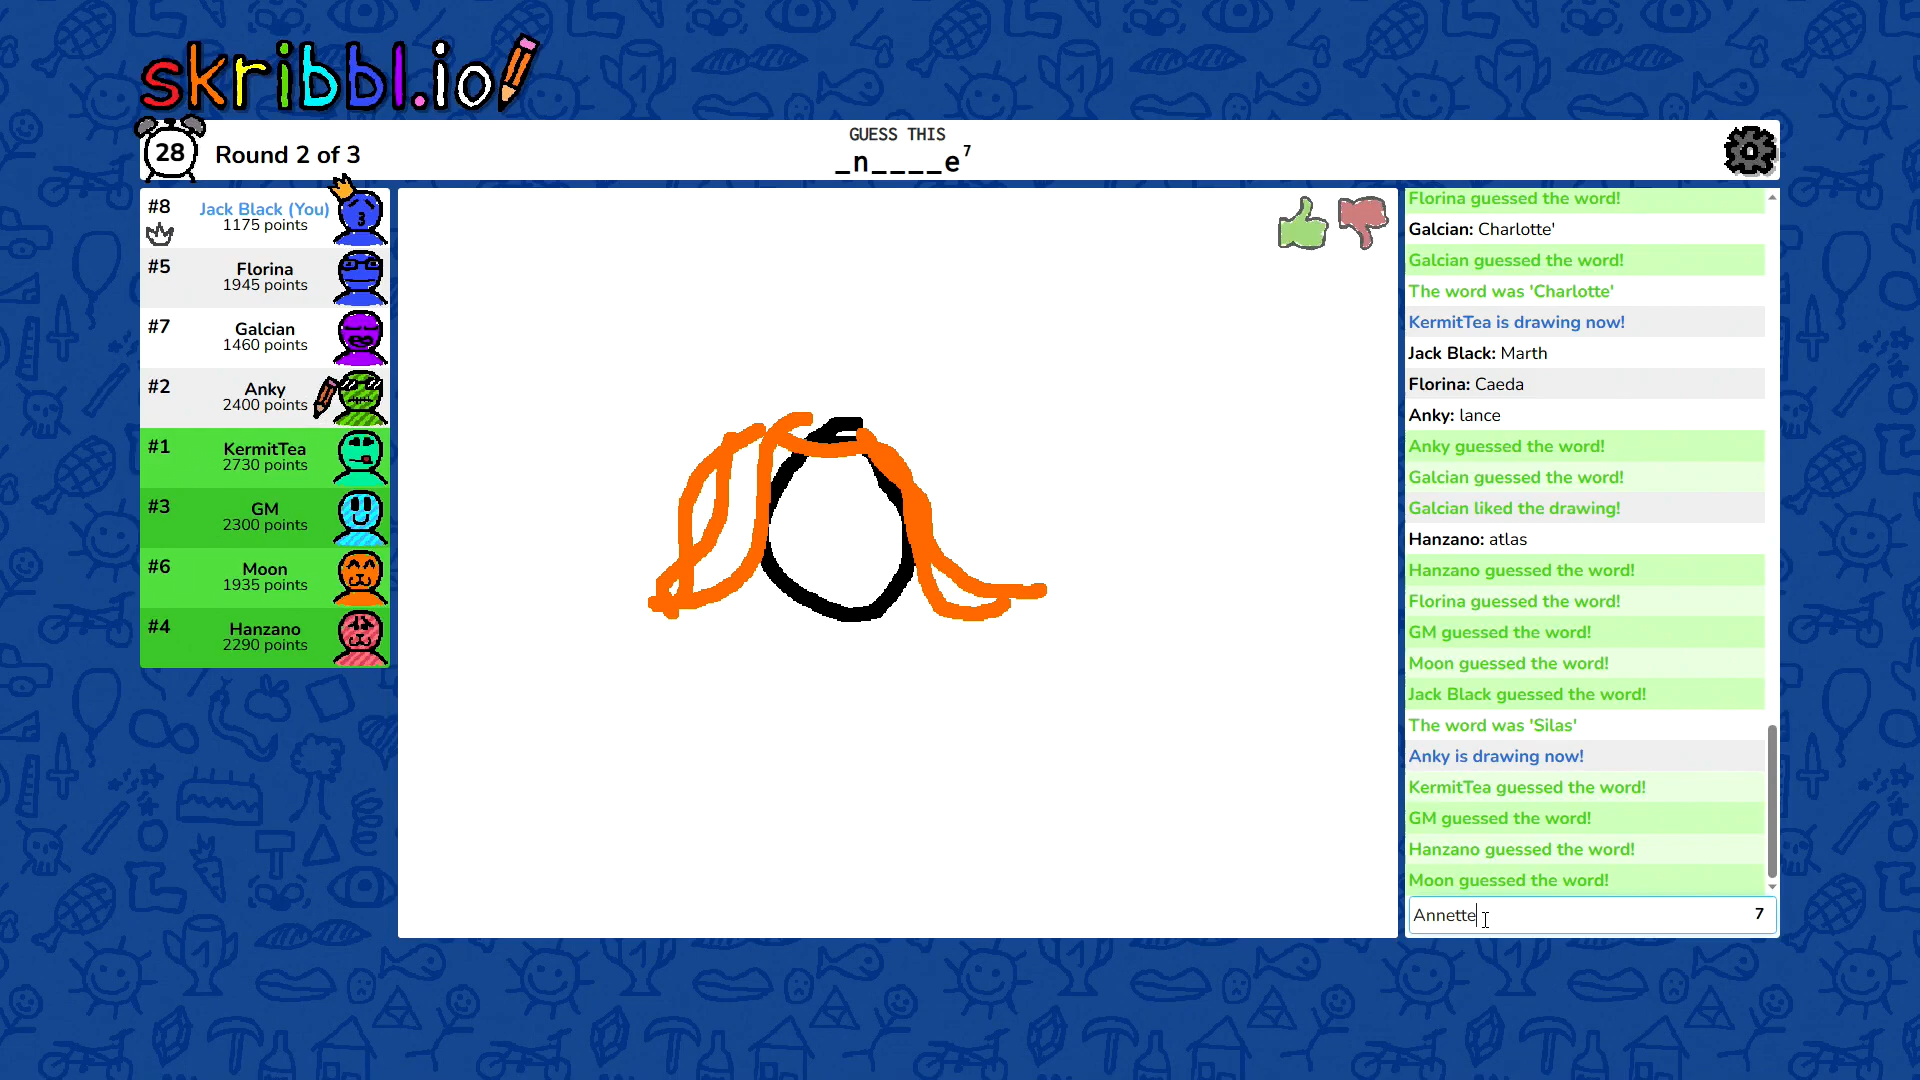 skribbl.io
28
Round 2 of 3
GUESS THIS
_n____e7
#8
Jack Black (You)
1175 points
#5
Florina
1945 points
#7
Galcian
1460 points
#2
Anky
2400 points
#1
KermitTea
2730 points
#3
GM
2300 points
#6
Moon
1935 points
#4
Hanzano
2290 points
Florina guessed the word!
Galcian: Charlotte'
Galcian guessed the word!
The word was 'Charlotte'
KermitTea is drawing now!
Jack Black: Marth
Florina: Caeda
Anky: lance
Anky guessed the word!
Galcian guessed the word!
Galcian liked the drawing!
Hanzano: atlas
Hanzano guessed the word!
Florina guessed the word!
GM guessed the word!
Moon guessed the word!
Jack Black guessed the word!
The word was 'Silas'
Anky is drawing now!
KermitTea guessed the word!
GM guessed the word!
Hanzano guessed the word!
Moon guessed the word!
Annette 7